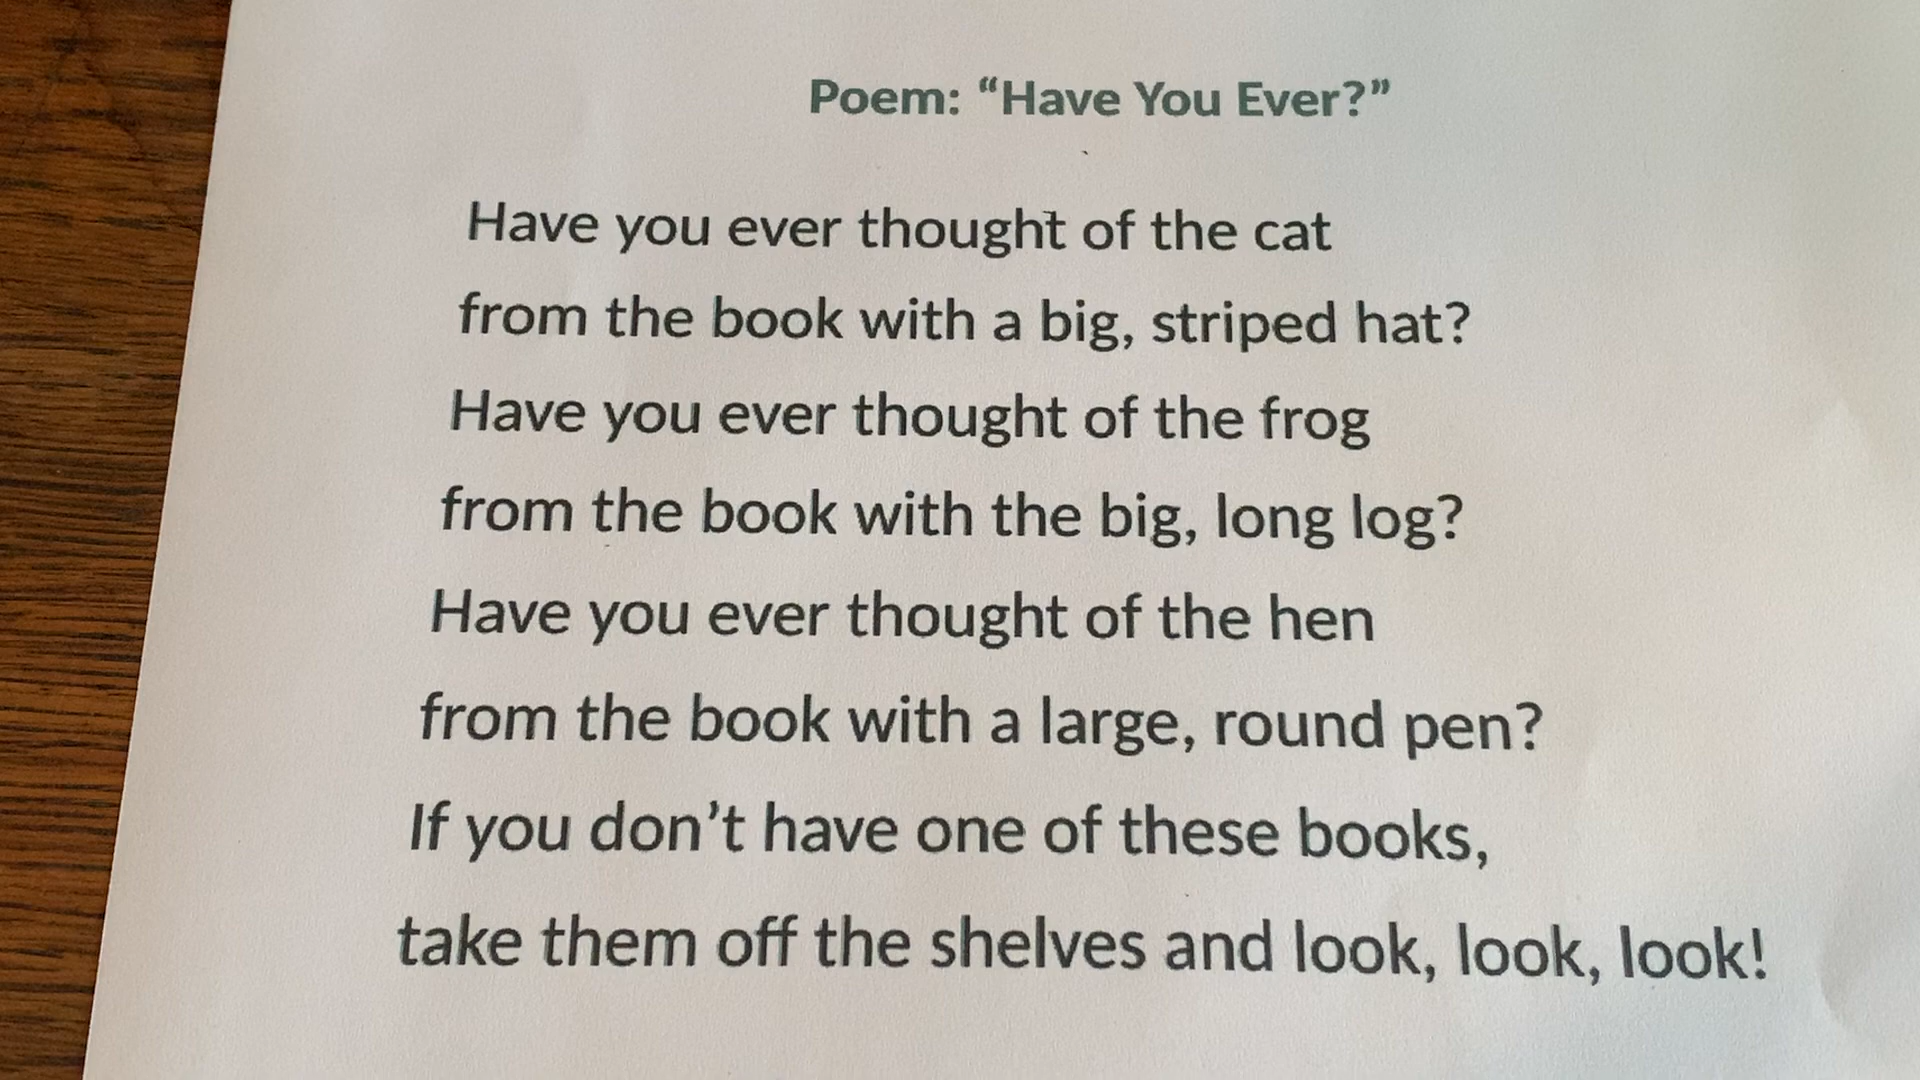 Poem: “Have You Ever?”
Have you ever thought of the cat
from the book with a big, striped hat?
Have you ever thought of the frog
from the book with the big, long log?
Have you ever thought of the hen
from the book with a large, round pen?
If you don’t have one of these books,
take them off the shelves and look, look, look!